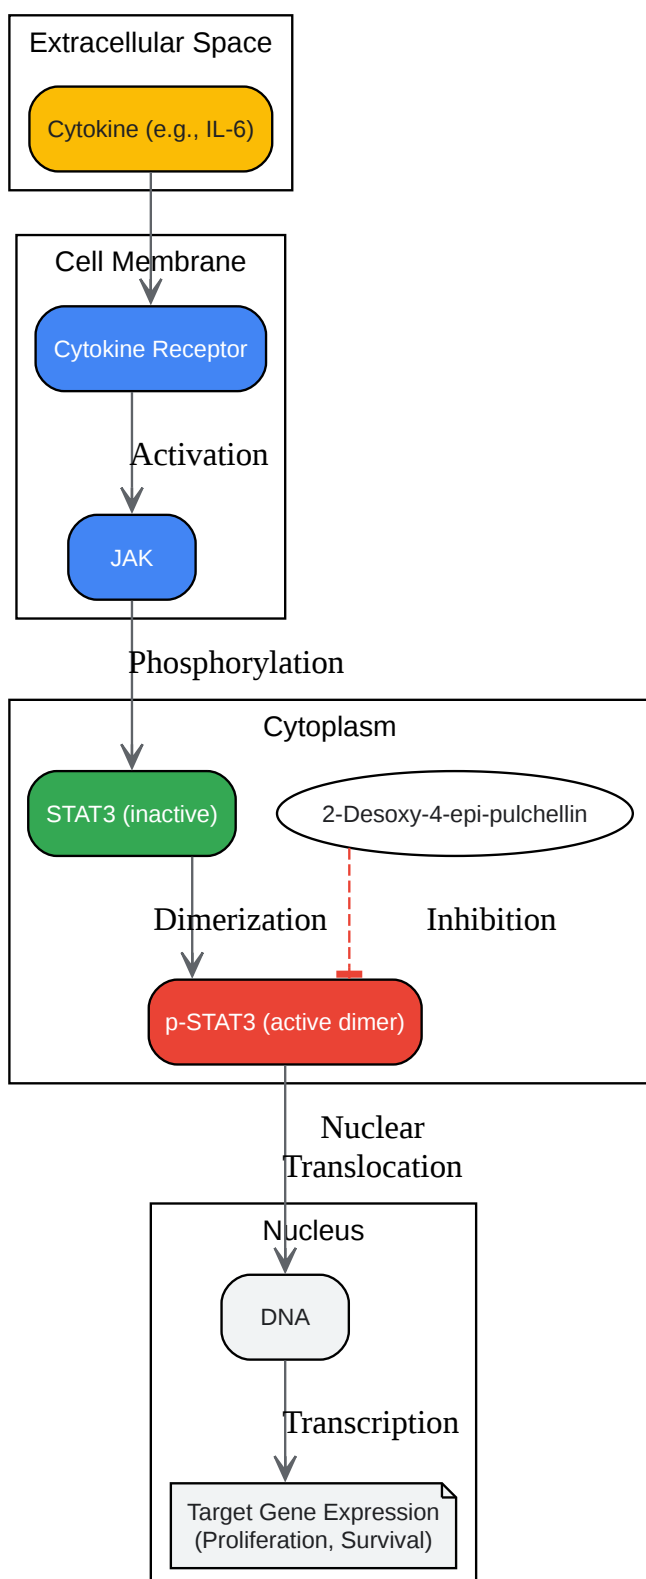 Extracellular Space
Cytokine (e.g., IL-6)
Cell Membrane
Cytokine Receptor
Activation
JAK
Phosphorylation
Cytoplasm
STAT3 (inactive)
2-Desoxy-4-epi-pulchellin
Dimerization
Inhibition
p-STAT3 (active dimer)
Nuclear
Translocation
Nucleus
DNA
Transcription
Target Gene Expression
(Proliferation, Survival)